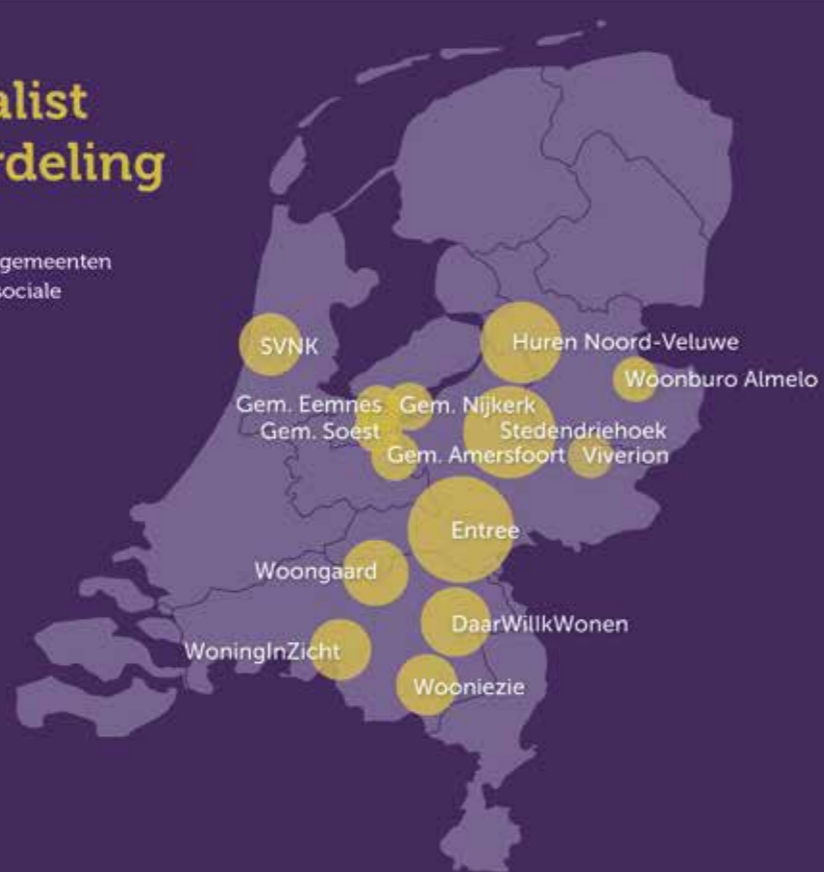 alist
rdeling
gemeenten
sociale
SVNK
Huren Noord-Veluwe
Woonburo Almelo
Gem. Eemnes
Gem. Nijkerk
Gem. Soest
Stedendriehoek
Gem. Amersfoort
Viverion
Entree
Woongaard
DaarWilIkWonen
WoningInZicht
Wooniezie